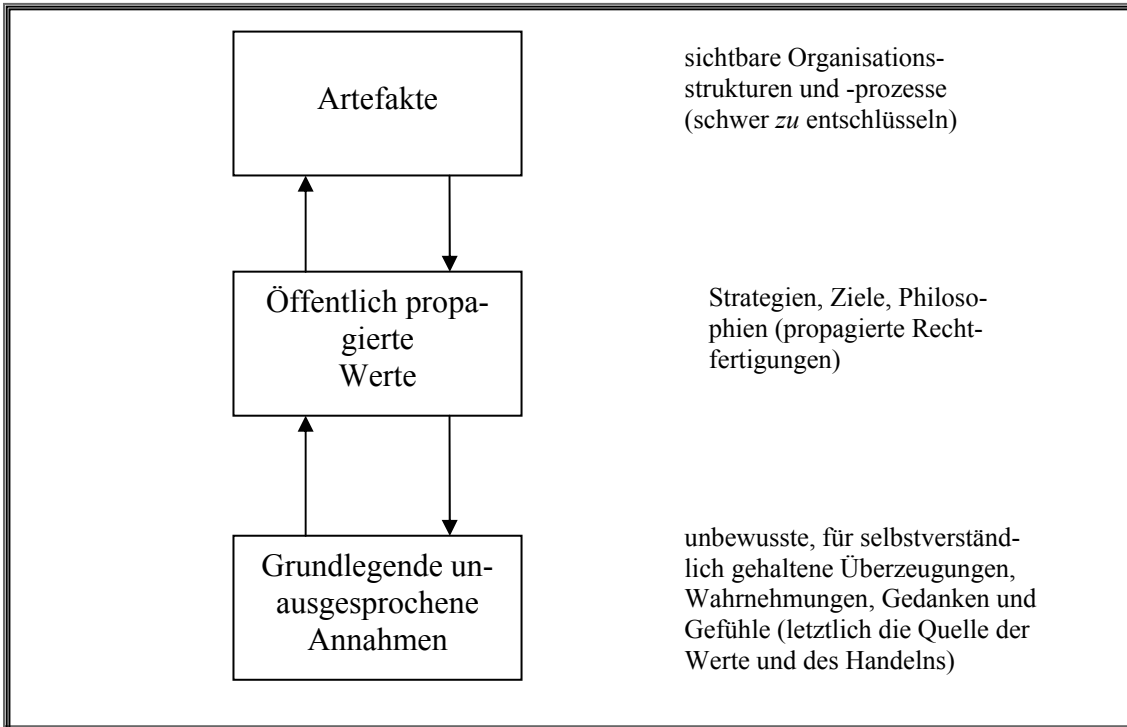 Artefakte
sichtbare Organisations-
strukturen und -prozesse
(schwer zu entschlüsseln)
Öffentlich propa-
gierte
Werte
Strategien, Ziele, Philoso-
phien (propagierte Recht-
fertigungen)
Grundlegende un-
ausgesprochene
Annahmen
unbewusste, für selbstverständ-
lich gehaltene Überzeugungen,
Wahrnehmungen, Gedanken und
Gefühle (letztlich die Quelle der
Werte und des Handelns)